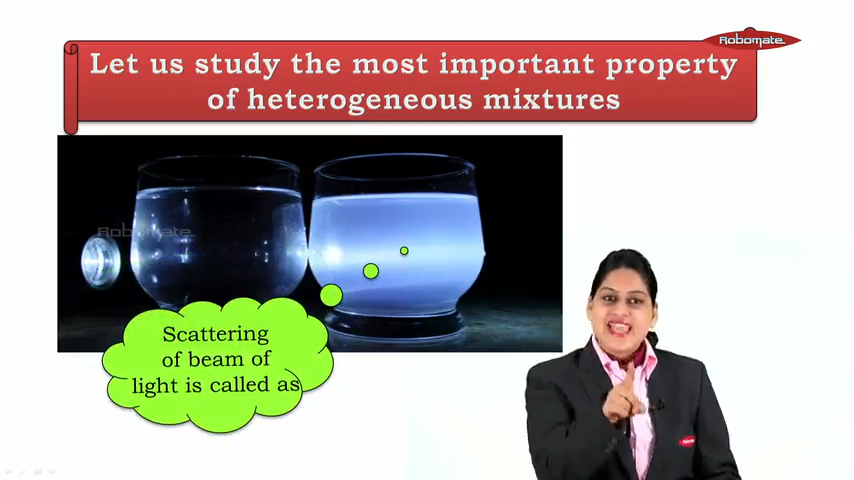 Robomate
Let us study the most important property
of heterogeneous mixtures
Robomate
Scattering
of beam of
light is called as